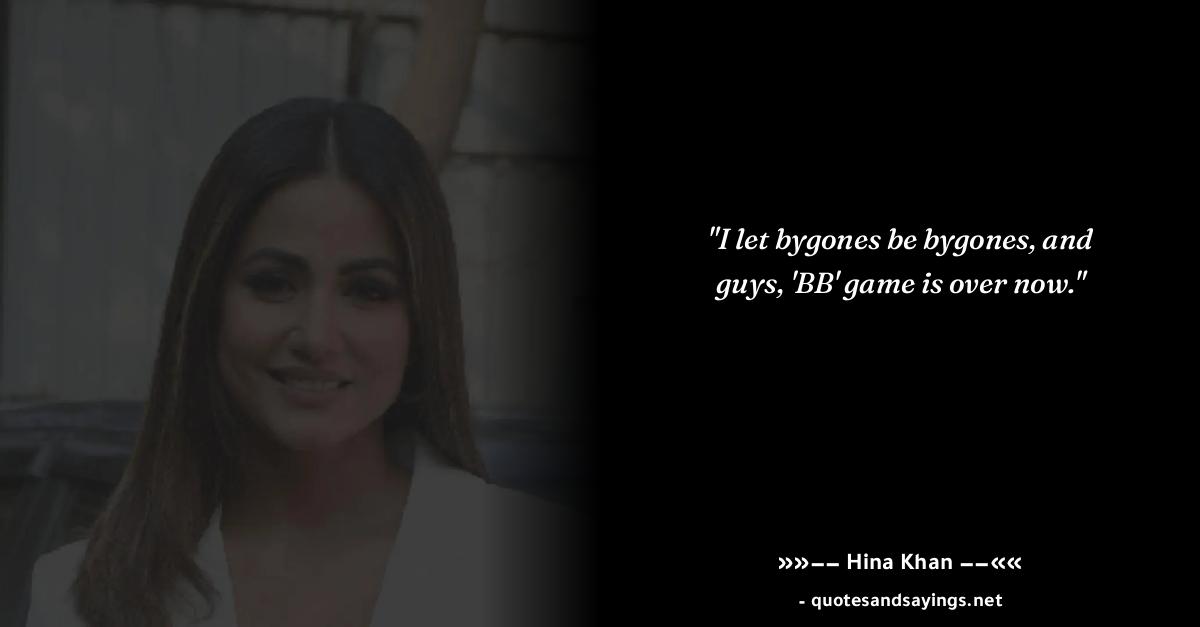 "I let bygones be bygones, and
guys, 'BB' game is over now."
»»−− Hina Khan −−««
- quotesandsayings.net